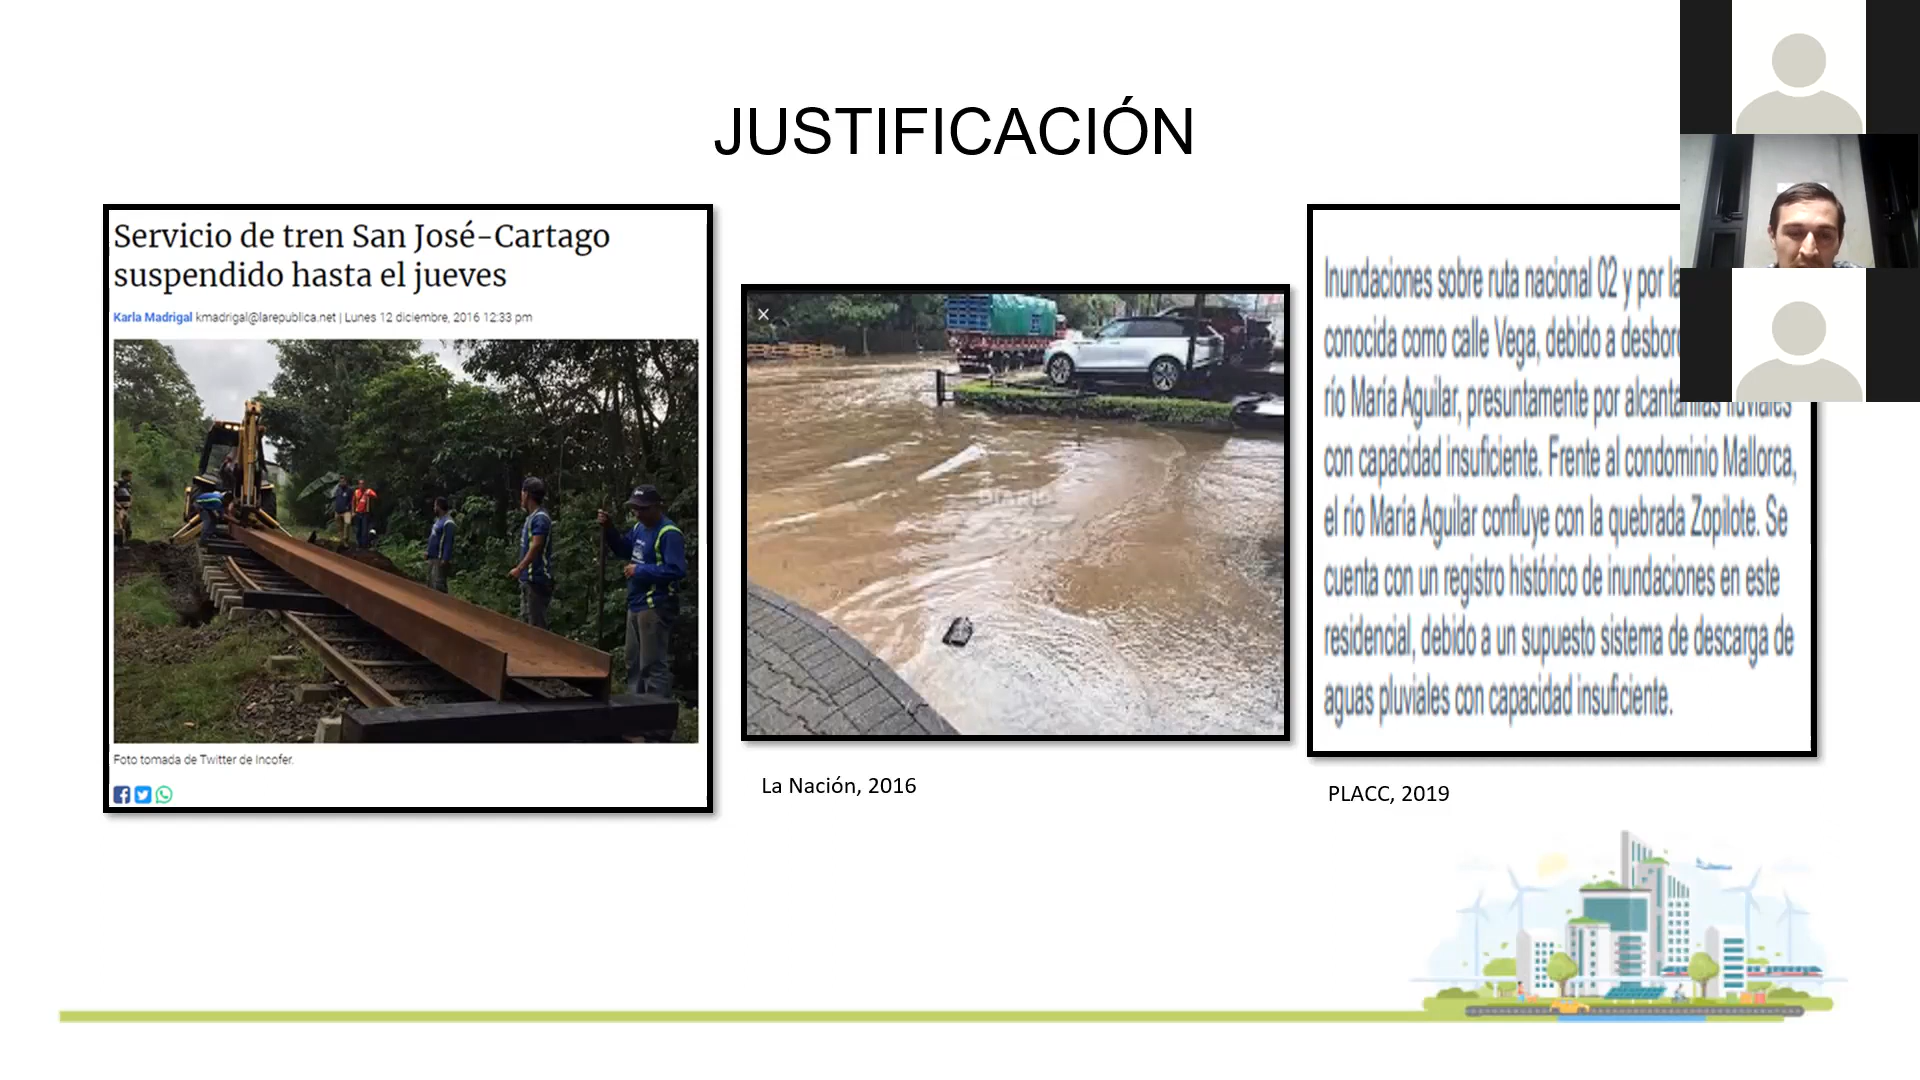 JUSTIFICACIÓN
Servicio de tren San José-Cartago
suspendido hasta el jueves
Karla Madrigal kmadrigal@larepublica.net | Lunes 12 diciembre, 2016 12:33 pm
Foto tomada de Twitter de Incofer.
La Nación, 2016
Inundaciones sobre ruta nacional 02 y por la
conocida como calle Vega, debido a
río María Aguilar, presuntamente por alcantarillas fluviales
con capacidad insuficiente. Frente al condominio Mallorca,
el río María Aguilar confluye con la quebrada Zopilote. Se
cuenta con un registro histórico de inundaciones en este
residencial, debido a un supuesto sistema de descarga de
aguas pluviales con capacidad insuficiente.
PLACC, 2019